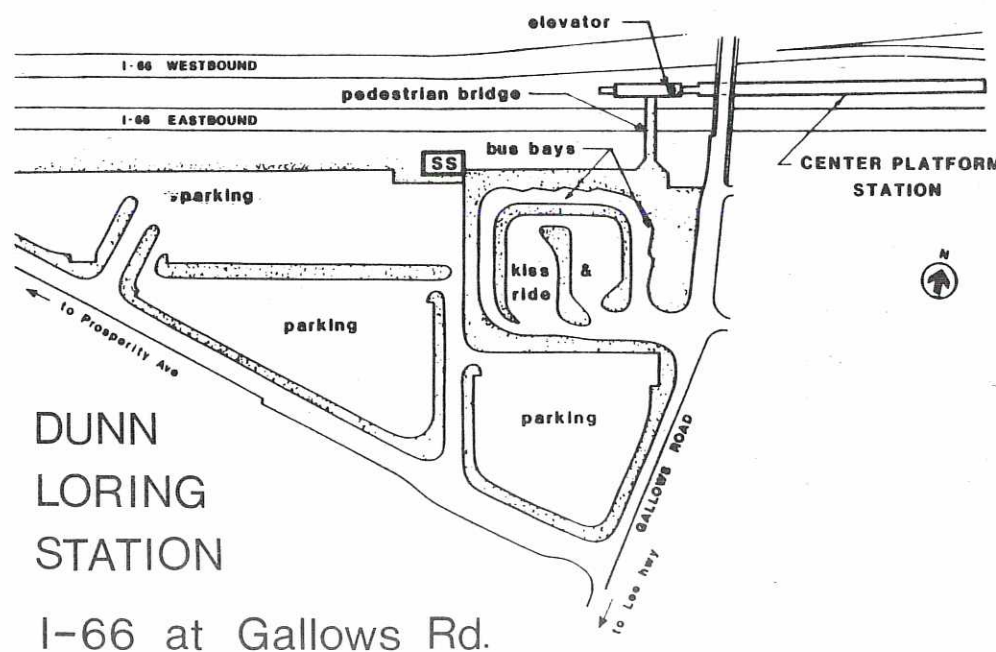 elevator
I-66 WESTBOUND
pedestrian bridge
I-66 EASTBOUND
bus bays
SS
CENTER PLATFORM
STATION
parking
N
kiss &
ride
parking
to Prosperity Ave
parking
GALLOWS ROAD
to Lee hwy
DUNN
LORING
STATION
I-66 at Gallows Rd.